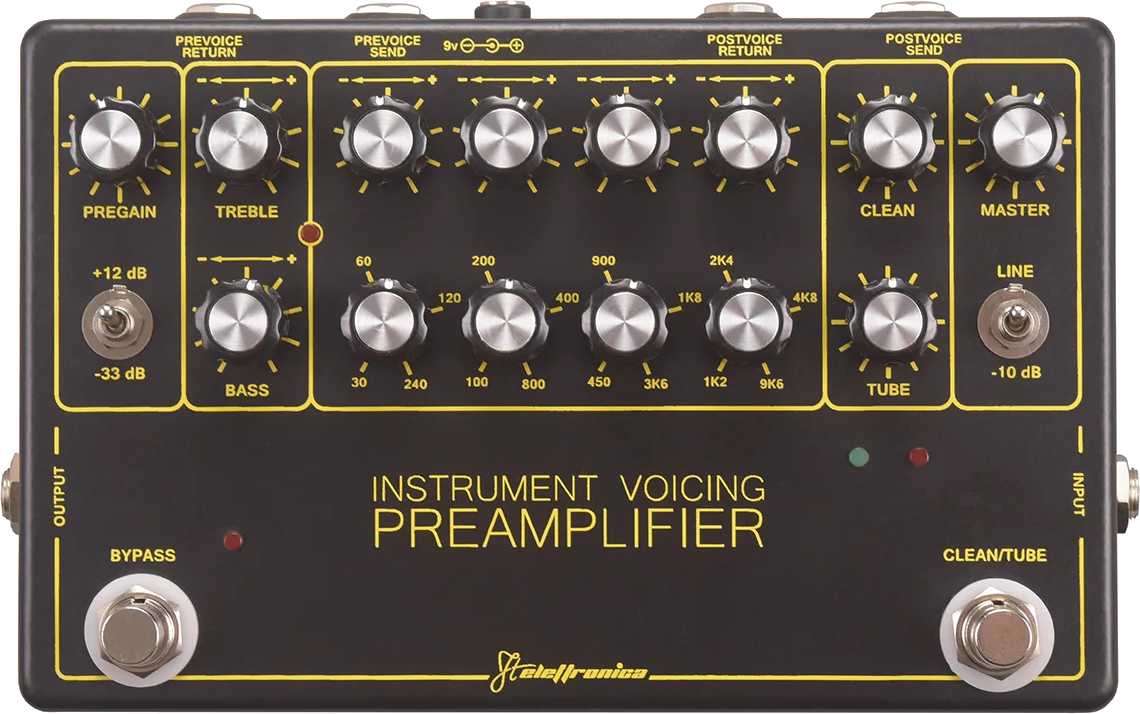 PREVOICE
RETURN
PREVOICE
SEND
9v - +
POSTVOICE
RETURN
POSTVOICE
SEND
- +
- +
- +
- +
- +
PREGAIN
TREBLE
CLEAN
MASTER
+12 dB
-33 dB
- +
BASS
60
120
30
240
200
400
100
800
900
1K8
450
3K6
2K4
4K8
1K2
9K6
TUBE
LINE
-10 dB
OUTPUT
INPUT
INSTRUMENT VOICING
PREAMPLIFIER
BYPASS
CLEAN/TUBE
Jt elettronica